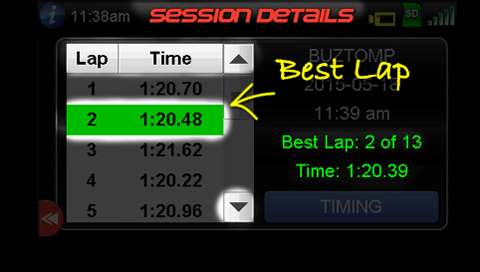 11:38am
SESSION DETAILS
SD
Lap Time
1 1:20.70
2 1:20.48
3 1:21.62
4 1:20.22
5 1:20.96
Best Lap
BUZTOMP
2015-05-18
11:39 am
Best Lap: 2 of 13
Time: 1:20.39
TIMING